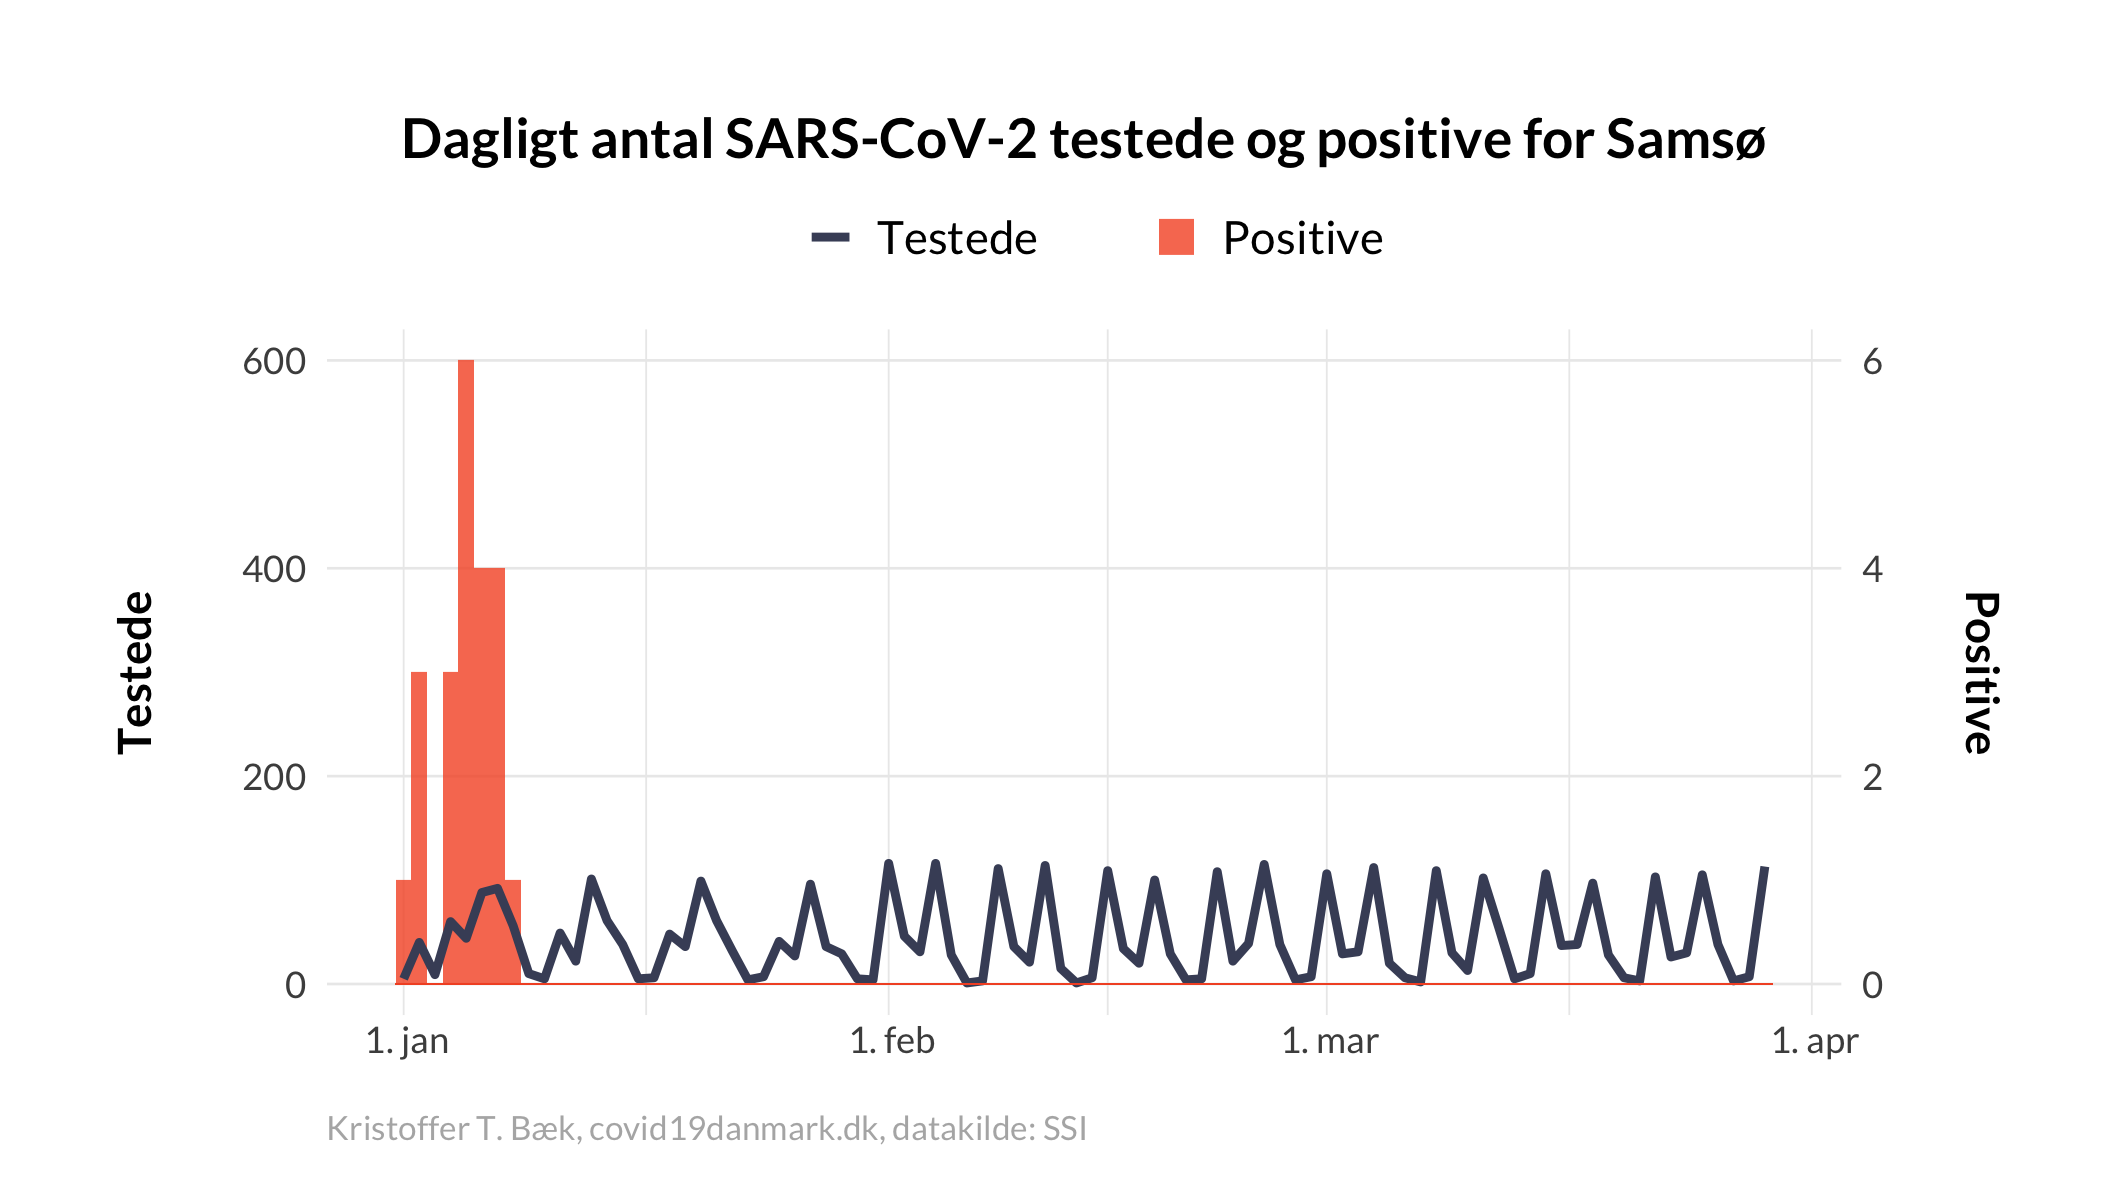 Dagligt antal SARS-CoV-2 testede og positive for Samsø
Testede
Positive
600
400
200
0
6
4
2
0
Testede
Positive
1. jan
1. feb
1. mar
1. apr
Kristoffer T. Bæk, covid19danmark.dk, datakilde: SSI